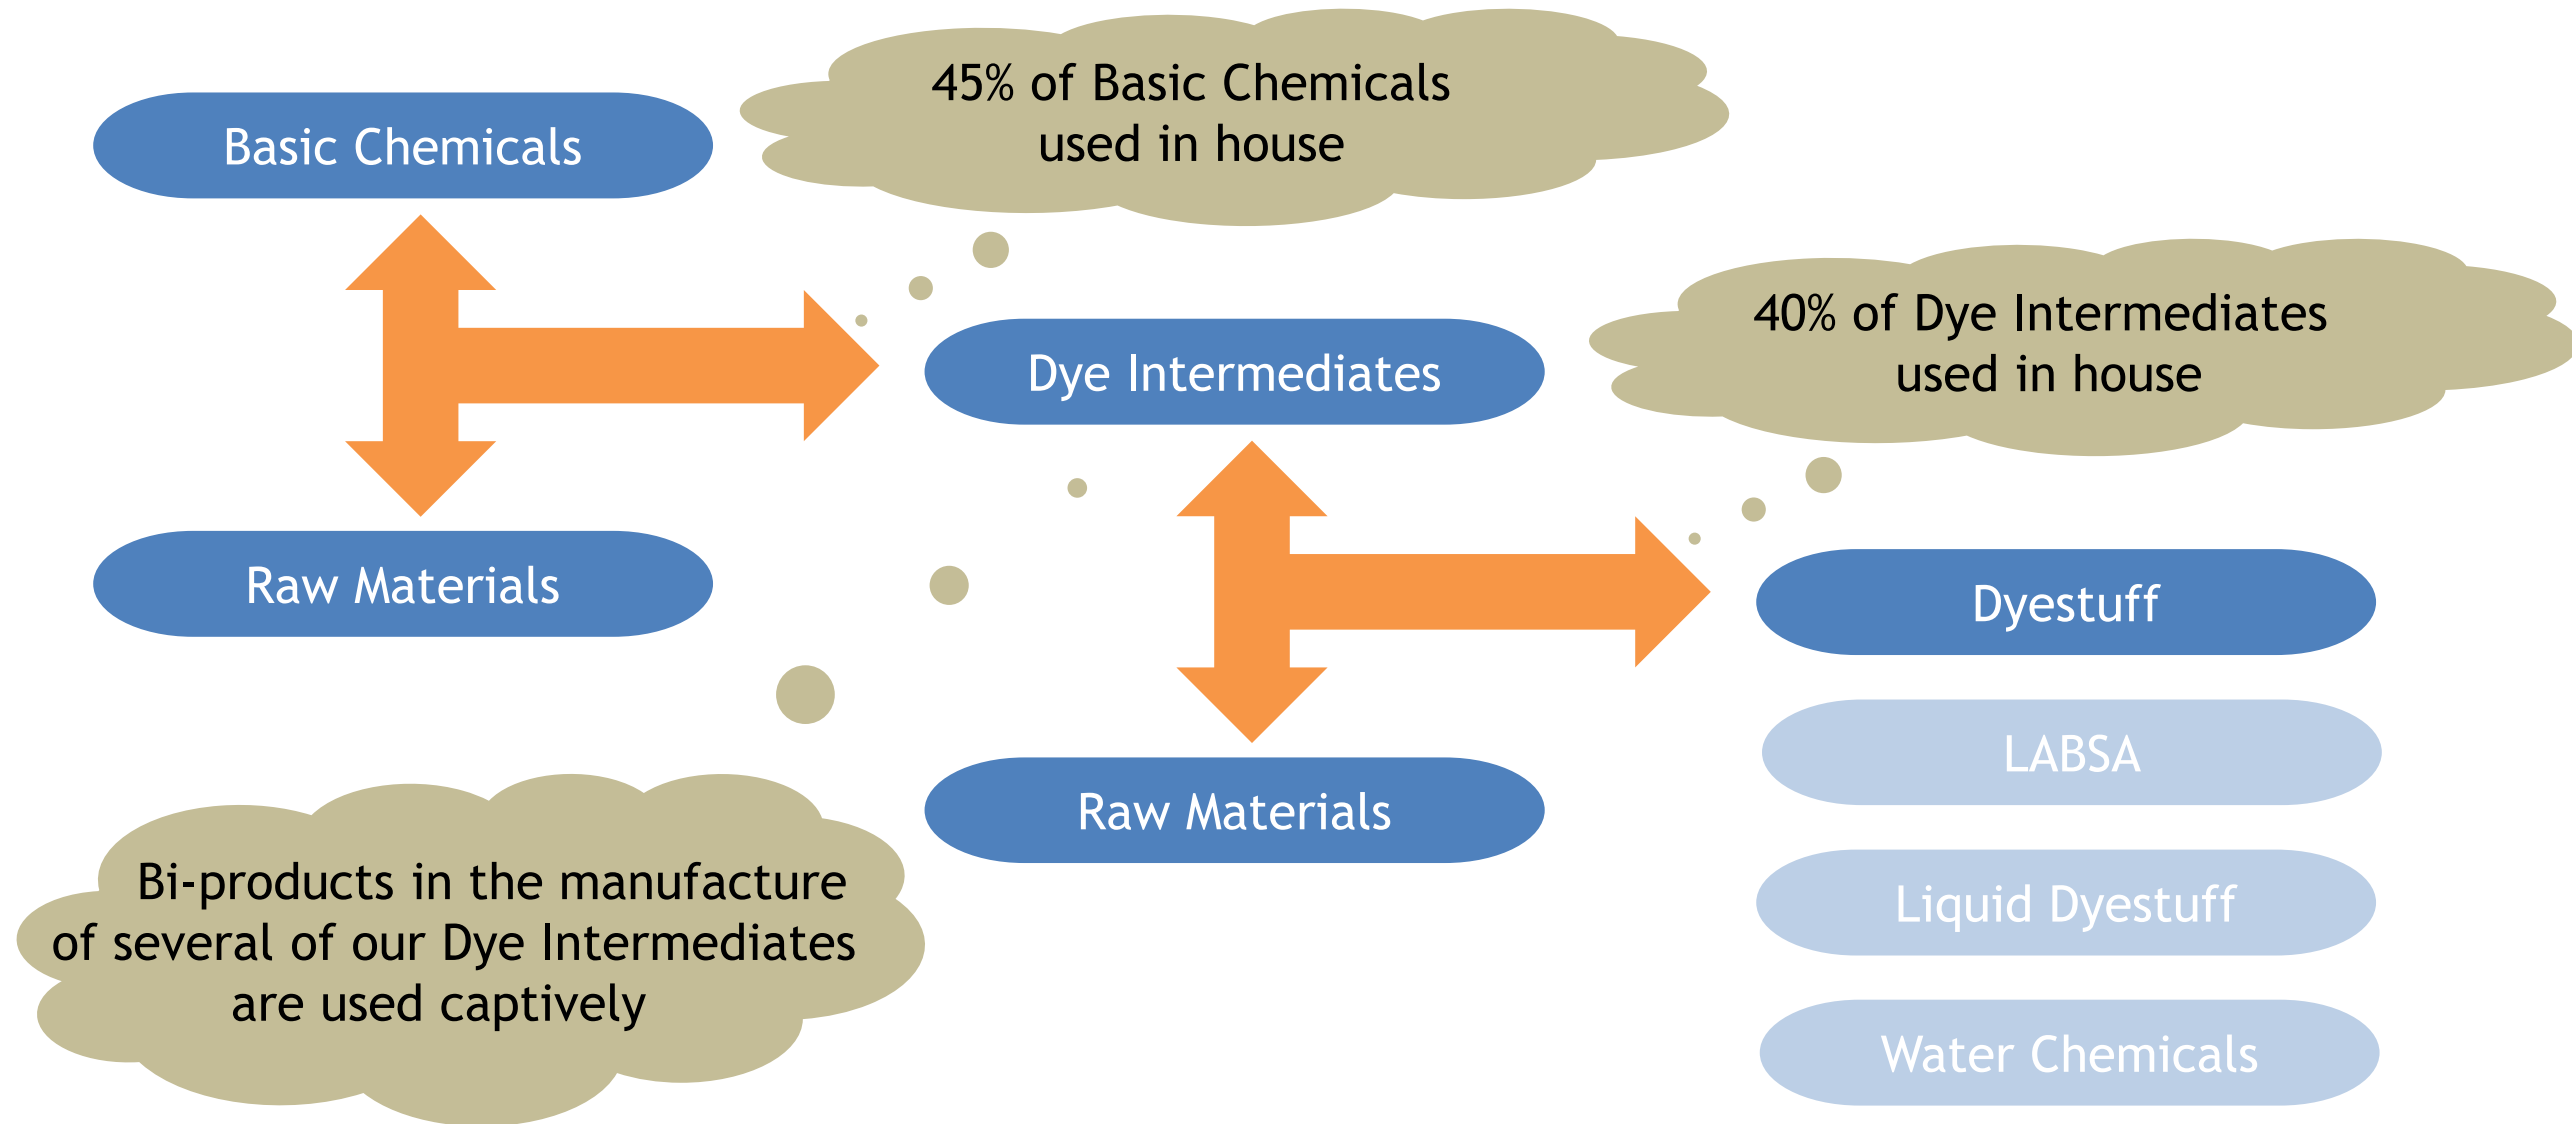 45% of Basic Chemicals
used in house
Basic Chemicals
40% of Dye Intermediates
used in house
Dye Intermediates
Raw Materials
Dyestuff
LABSA
Raw Materials
Bi-products in the manufacture
of several of our Dye Intermediates
are used captively
Liquid Dyestuff
Water Chemicals